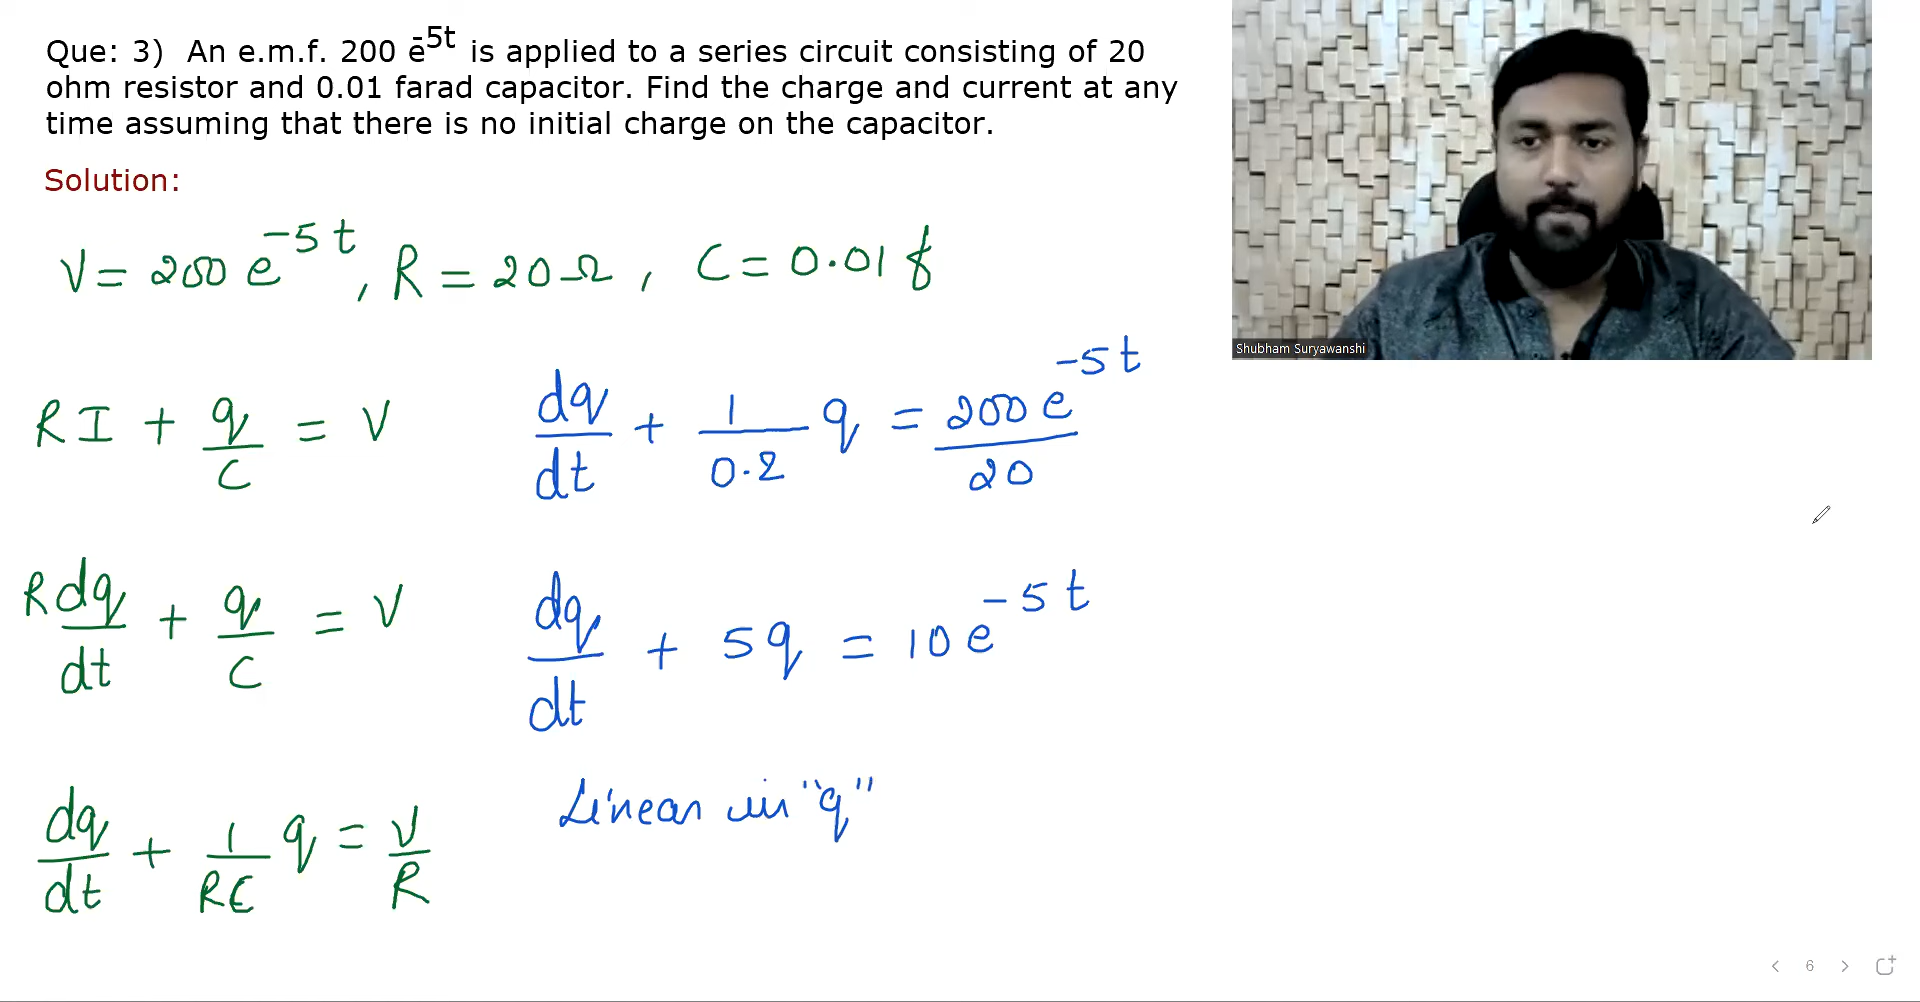 Que: 3) An e.m.f. 200 e^-5t is applied to a series circuit consisting of 20
ohm resistor and 0.01 farad capacitor. Find the charge and current at any
time assuming that there is no initial charge on the capacitor.
Solution:
V = 200 e^-5t , R = 20 Ω , C = 0.01 f
RI + q/C = V
R dq/dt + q/C = V
dq/dt + 1/RC q = V/R
dq/dt + 1/0.2 q = 200 e^-5t / 20
dq/dt + 5q = 10 e^-5t
Linear in "q"
Shubham Suryawanshi
6